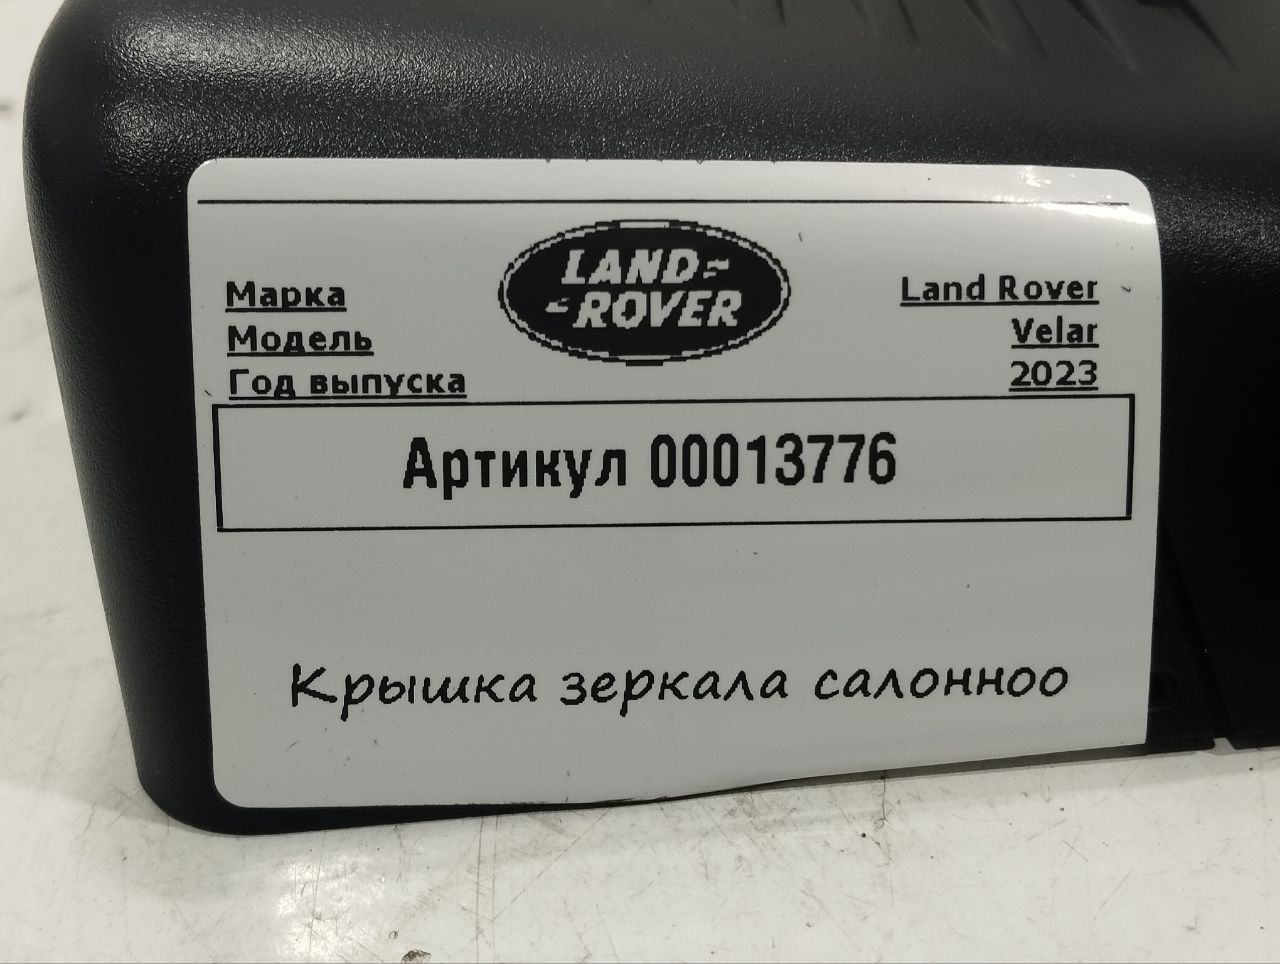 LAND-
-ROVER
Марка Land Rover
Модель Velar
Год выпуска 2023
Артикул 00013776
Крышка зеркала салонноо